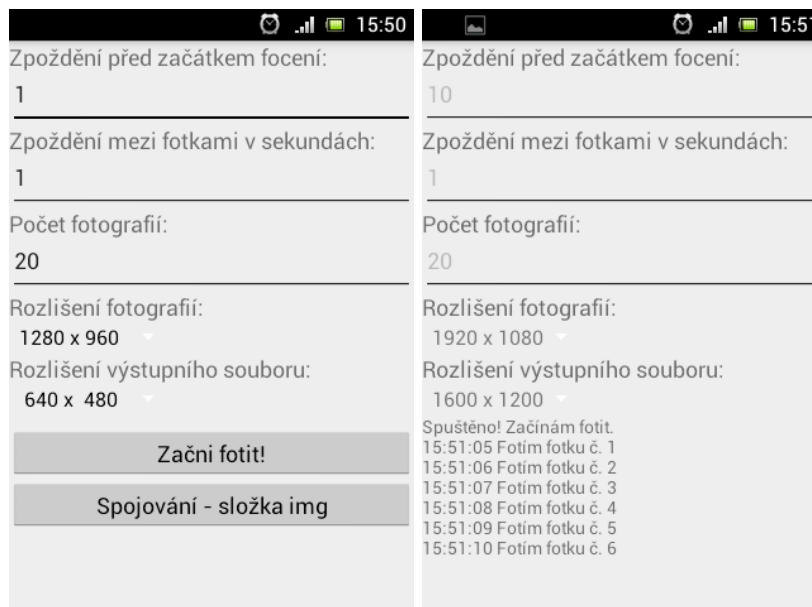 15:50
Zpoždění před začátkem focení:
1
Zpoždění mezi fotkami v sekundách:
1
Počet fotografií:
20
Rozlišení fotografií:
1280 x 960
Rozlišení výstupního souboru:
640 x 480
Začni fotit!
Spojování - složka img
15:51
Zpoždění před začátkem focení:
10
Zpoždění mezi fotkami v sekundách:
1
Počet fotografií:
20
Rozlišení fotografií:
1920 x 1080
Rozlišení výstupního souboru:
1600 x 1200
Spuštěno! Začínám fotit.
15:51:05 Fotím fotku č. 1
15:51:06 Fotím fotku č. 2
15:51:07 Fotím fotku č. 3
15:51:08 Fotím fotku č. 4
15:51:09 Fotím fotku č. 5
15:51:10 Fotím fotku č. 6